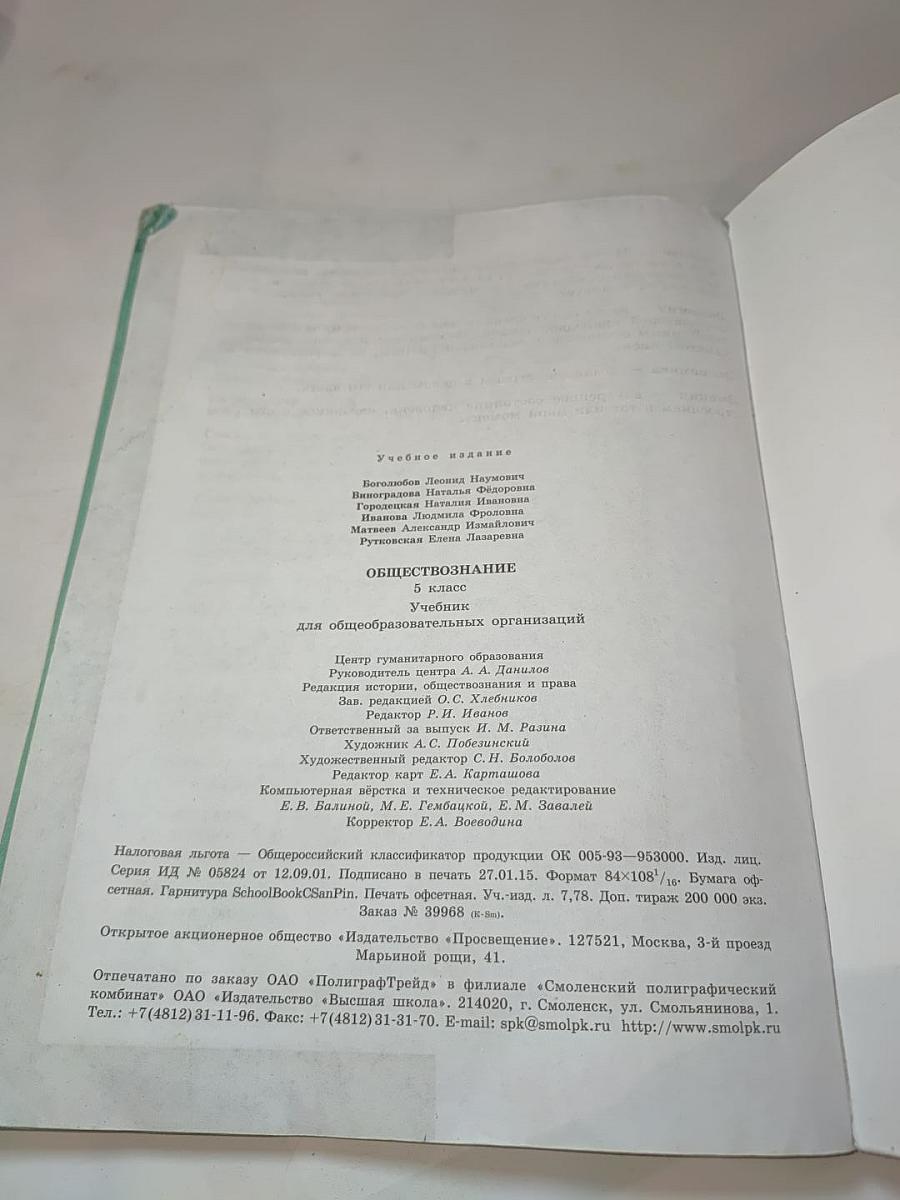 Учебное издание
Боголюбов Леонид Наумович
Виноградова Наталья Фёдоровна
Городецкая Наталия Ивановна
Иванова Людмила Фроловна
Матвеев Александр Измайлович
Рутковская Елена Лазаревна
ОБЩЕСТВОЗНАНИЕ
5 класс
Учебник
для общеобразовательных организаций
Центр гуманитарного образования
Руководитель центра А. А. Данилов
Редакция истории, обществознания и права
Зав. редакцией О. С. Хлебников
Редактор Р. И. Иванов
Ответственный за выпуск И. М. Разина
Художник А. С. Побезинский
Художественный редактор С. Н. Болоболов
Редактор карт Е. А. Карташова
Компьютерная вёрстка и техническое редактирование
Е. В. Балиной, М. Е. Гембацкой, Е. М. Завалей
Корректор Е. А. Воеводина
Налоговая льгота — Общероссийский классификатор продукции ОК 005-93—953000. Изд. лиц.
Серия ИД № 05824 от 12.09.01. Подписано в печать 27.01.15. Формат 84×108¹/₁₆. Бумага оф-
сетная. Гарнитура SchoolBookCSanPin. Печать офсетная. Уч.-изд. л. 7,78. Доп. тираж 200 000 экз.
Заказ № 39968 (K-Sm).
Открытое акционерное общество «Издательство «Просвещение». 127521, Москва, 3-й проезд
Марьиной рощи, 41.
Отпечатано по заказу ОАО «ПолиграфТрейд» в филиале «Смоленский полиграфический
комбинат» ОАО «Издательство «Высшая школа». 214020, г. Смоленск, ул. Смольянинова, 1.
Тел.: +7(4812)31-11-96. Факс: +7(4812)31-31-70. E-mail: spk@smolpk.ru http://www.smolpk.ru